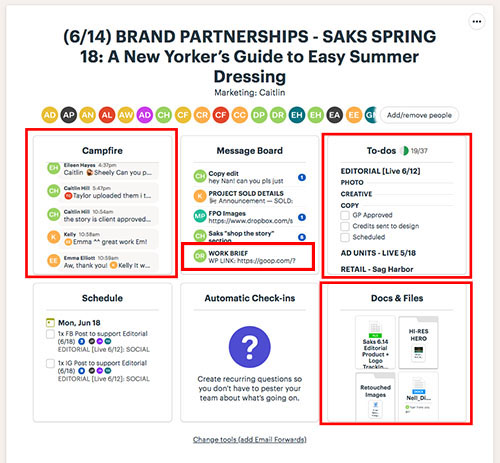 (6/14) BRAND PARTNERSHIPS - SAKS SPRING
18: A New Yorker's Guide to Easy Summer
Dressing
Marketing: Caitlin
AD AP AN AL AW AD CH CF CR CF CC DP DR EH EH EA EE
Add/remove people
Campfire
EH Eileen Hayes 4:37pm
Caitlin Sheely Can you p...
CH Caitlin Hill 5:47pm
Taylor uploaded them i t...
CH Caitlin Hill 10:54am
the story is client approved...
K Kelly 10:58am
Emma ^^ great work Em!
EE Emma Elliott 10:59am
Aw, thank you! Kelly it w...
Message Board
CH Copy edit
hey Nan! can you pls just
K PROJECT SOLD DETAILS
Announcement — SOLD:
MP FPO Images
https://www.dropbox.com/s
CH Saks "shop the story"
section
DR WORK BRIEF
WP LINK: https://goop.com/?
To-dos 19/37
EDITORIAL [Live 6/12]
PHOTO
CREATIVE
COPY
GP Approved
Credits sent to design
Scheduled
AD UNITS - LIVE 5/18
RETAIL - Sag Harbor
Schedule
Mon, Jun 18
1x FB Post to support Editorial
(6/18)
EDITORIAL [Live 6/12]: SOCIAL
1x IG Post to support Editorial
(6/18)
EDITORIAL [Live 6/12]: SOCIAL
Automatic Check-ins
?
Create recurring questions so
you don't have to pester your
team about what's going on.
Docs & Files
Saks 6.14
Editorial
Product +
Logo
Trackin...
HI-RES
HERO
Retouched
Images
Nell_Di...
Change tools (add Email Forwards)